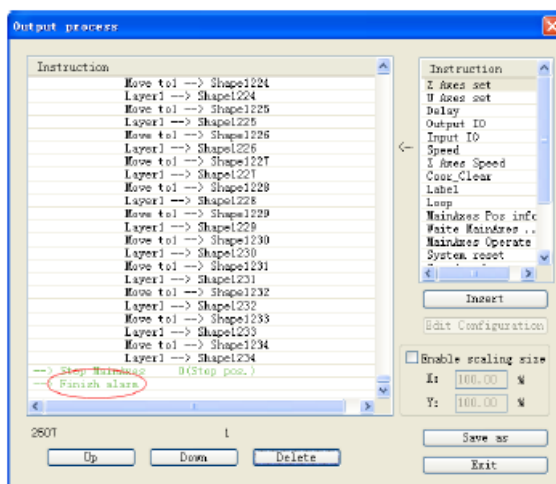 Output process
Instruction
Move to1 --> Shape1224
Layer1 --> Shape1224
Move to1 --> Shape1225
Layer1 --> Shape1225
Move to1 --> Shape1226
Layer1 --> Shape1226
Move to1 --> Shape1227
Layer1 --> Shape1227
Move to1 --> Shape1228
Layer1 --> Shape1228
Move to1 --> Shape1229
Layer1 --> Shape1229
Move to1 --> Shape1230
Layer1 --> Shape1230
Move to1 --> Shape1231
Layer1 --> Shape1231
Move to1 --> Shape1232
Layer1 --> Shape1232
Move to1 --> Shape1233
Layer1 --> Shape1233
Move to1 --> Shape1234
Layer1 --> Shape1234
--> Stop MainAxes 0(Stop pos.)
--> Finish alarm
2507 1
Up Down Delete
<--
Instruction
Z Axes set
U Axes set
Delay
Output IO
Input IO
Speed
Z Axes Speed
Coor_Clear
Label
Loop
MainAxes Pos info
Waite MainAxes ..
MainAxes Operate
System reset
Insert
Edit Configuration
Enable scaling size
X: 100.00 %
Y: 100.00 %
Save as
Exit